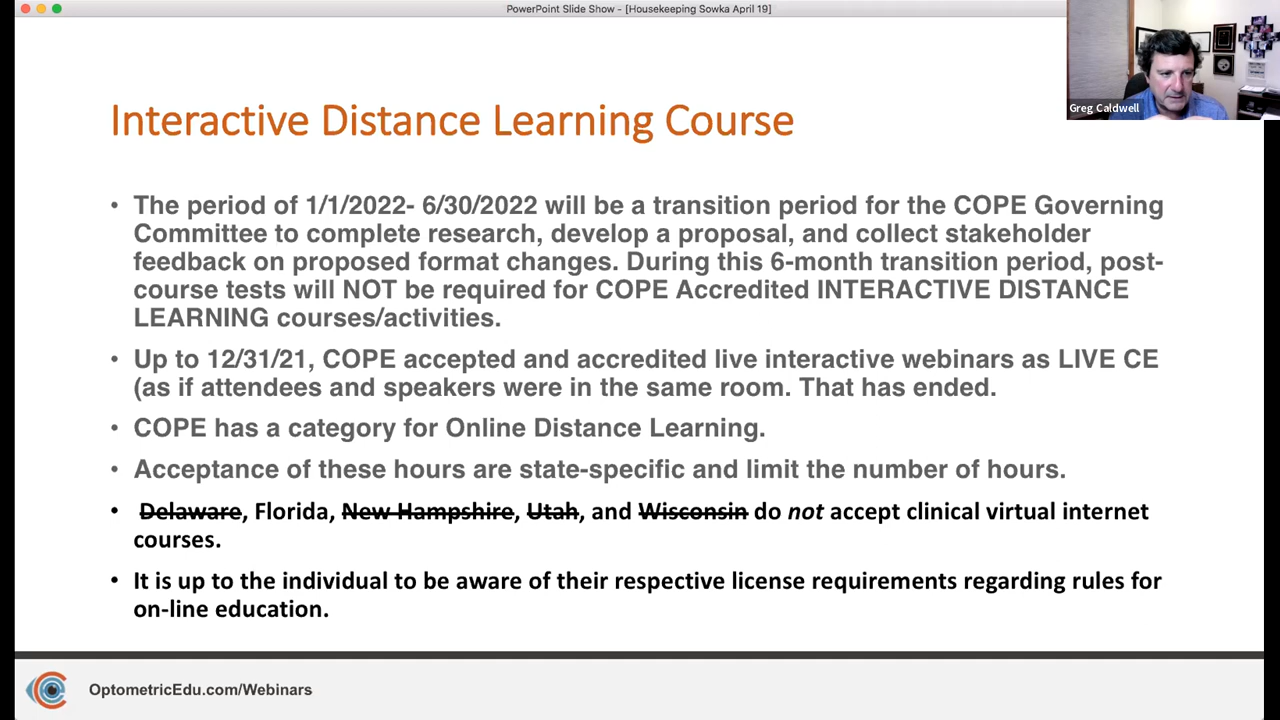 PowerPoint Slide Show - [Housekeeping Sowka April 19]
Greg Caldwell
Interactive Distance Learning Course
• The period of 1/1/2022- 6/30/2022 will be a transition period for the COPE Governing
Committee to complete research, develop a proposal, and collect stakeholder
feedback on proposed format changes. During this 6-month transition period, post-
course tests will NOT be required for COPE Accredited INTERACTIVE DISTANCE
LEARNING courses/activities.
• Up to 12/31/21, COPE accepted and accredited live interactive webinars as LIVE CE
(as if attendees and speakers were in the same room. That has ended.
• COPE has a category for Online Distance Learning.
• Acceptance of these hours are state-specific and limit the number of hours.
• Delaware, Florida, New Hampshire, Utah, and Wisconsin do not accept clinical virtual internet
courses.
• It is up to the individual to be aware of their respective license requirements regarding rules for
on-line education.
OptometricEdu.com/Webinars